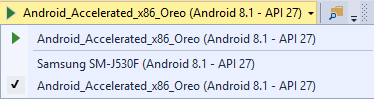 Android_Accelerated_x86_Oreo (Android 8.1 - API 27)
Android_Accelerated_x86_Oreo (Android 8.1 - API 27)
Samsung SM-J530F (Android 8.1 - API 27)
Android_Accelerated_x86_Oreo (Android 8.1 - API 27)